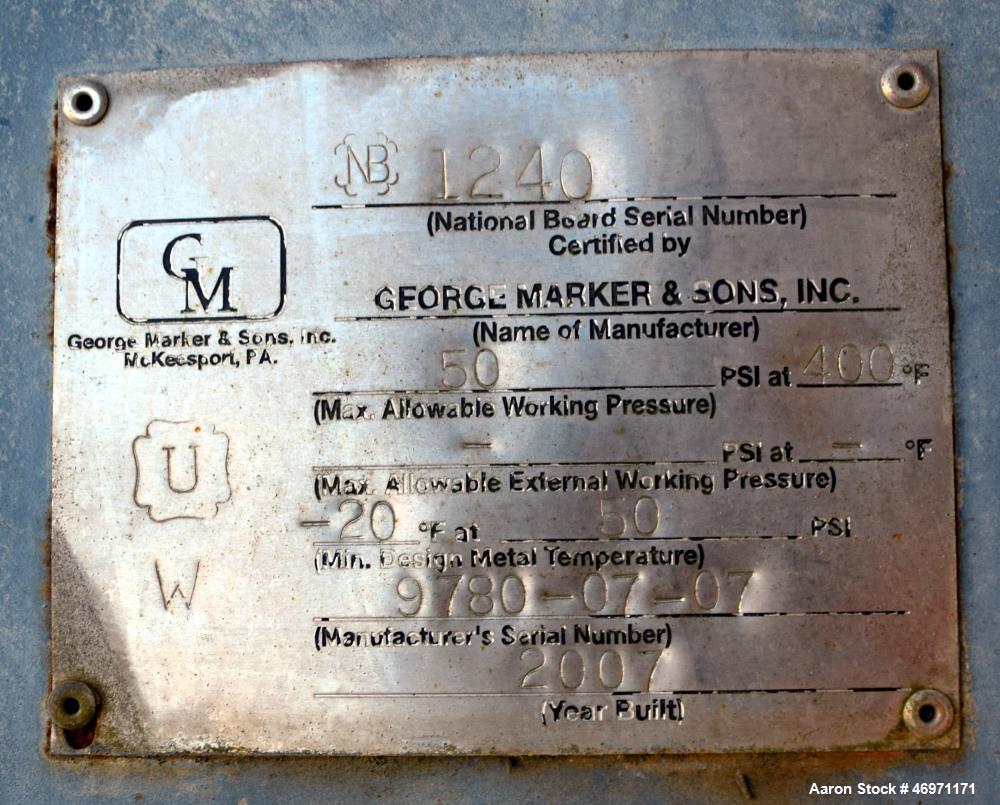 NB 1240
(National Board Serial Number)
Certified by
GM
GEORGE MARKER & SONS, INC.
(Name of Manufacturer)
George Marker & Sons, Inc.
McKeesport, PA.
50 PSI at 400 °F
(Max. Allowable Working Pressure)
- PSI at - °F
(Max. Allowable External Working Pressure)
U
-20 °F at 50 PSI
(Min. Design Metal Temperature)
W
9780-07-07
(Manufacturer's Serial Number)
2007
(Year Built)
Aaron Stock # 46971171